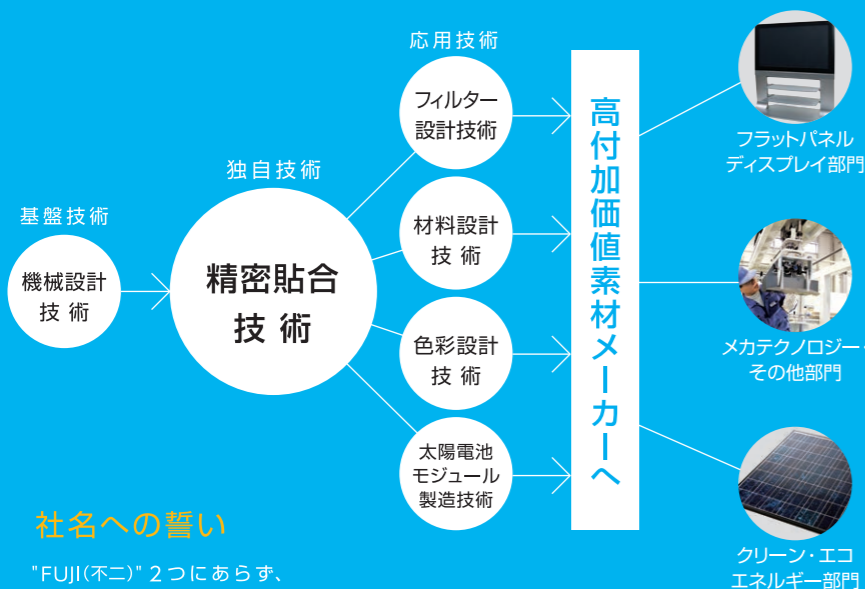 基盤技術
機械設計
技術
独自技術
精密貼合
技術
応用技術
フィルター
設計技術
材料設計
技術
色彩設計
技術
太陽電池
モジュール
製造技術
高付加価値素材メーカーへ
フラットパネル
ディスプレイ部門
メカテクノロジー・
その他部門
クリーン・エコ
エネルギー部門
社名への誓い
"FUJI(不二)"２つにあらず、